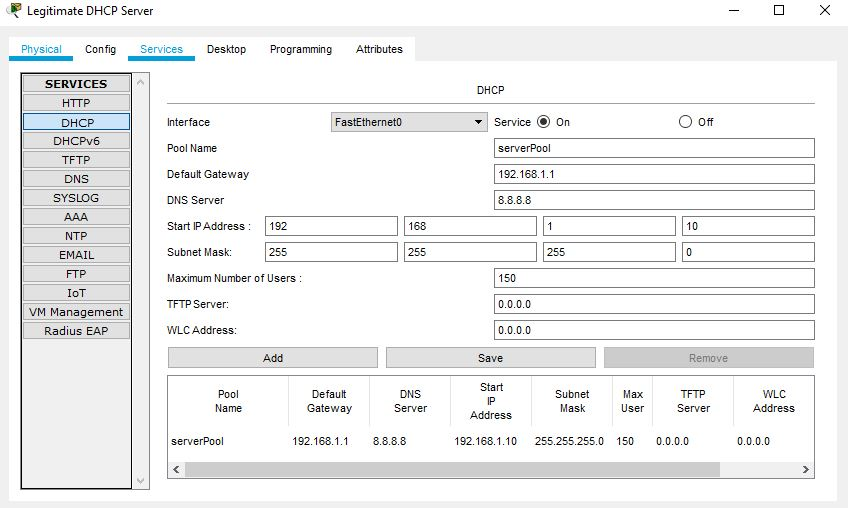 Legitimate DHCP Server
Physical Config Services Desktop Programming Attributes
SERVICES
HTTP
DHCP
DHCPv6
TFTP
DNS
SYSLOG
AAA
NTP
EMAIL
FTP
IoT
VM Management
Radius EAP
DHCP
Interface FastEthernet0 Service On Off
Pool Name serverPool
Default Gateway 192.168.1.1
DNS Server 8.8.8.8
Start IP Address : 192 168 1 10
Subnet Mask: 255 255 255 0
Maximum Number of Users : 150
TFTP Server: 0.0.0.0
WLC Address: 0.0.0.0
Add Save Remove
Pool Name Default Gateway DNS Server Start IP Address Subnet Mask Max User TFTP Server WLC Address
serverPool 192.168.1.1 8.8.8.8 192.168.1.10 255.255.255.0 150 0.0.0.0 0.0.0.0